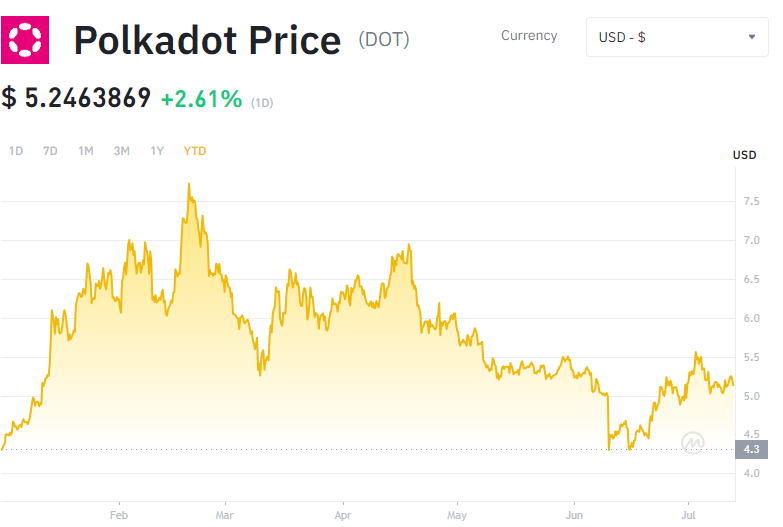 Polkadot Price (DOT)
Currency
USD - $
$ 5.2463869 +2.61% (1D)
1D 7D 1M 3M 1Y YTD
USD
7.5
7.0
6.5
6.0
5.5
5.0
4.5
4.3
4.0
Feb Mar Apr May Jun Jul